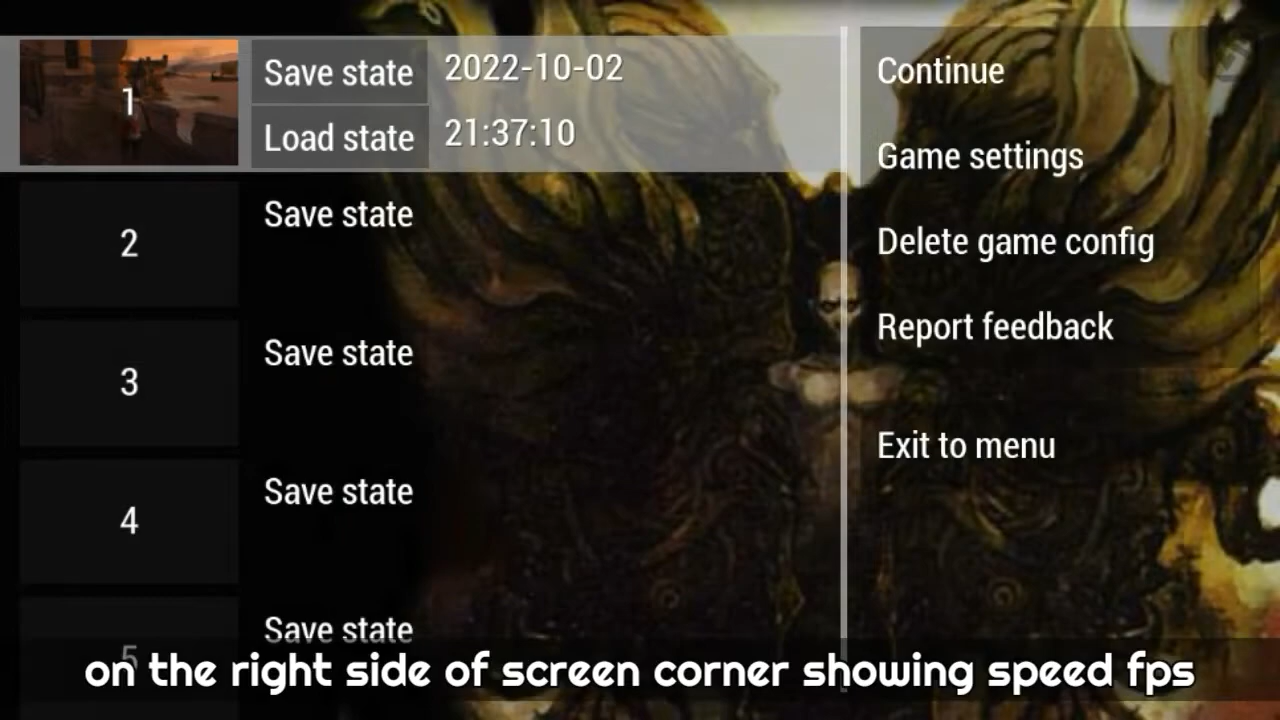 1
Save state
2022-10-02
Load state
21:37:10
2
Save state
3
Save state
4
Save state
5
Save state
Continue
Game settings
Delete game config
Report feedback
Exit to menu
on the right side of screen corner showing speed fps